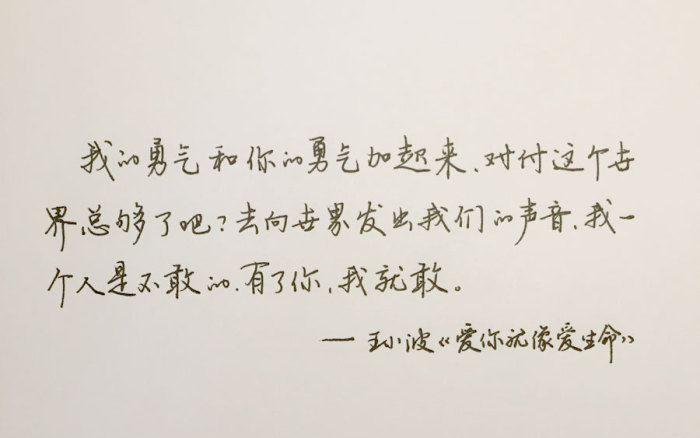 我的勇气和你的勇气加起来,对付这个世
界总够了吧?去向世界发出我们的声音,我一
个人是不敢的,有了你,我就敢。
— 王小波《爱你就像爱生命》